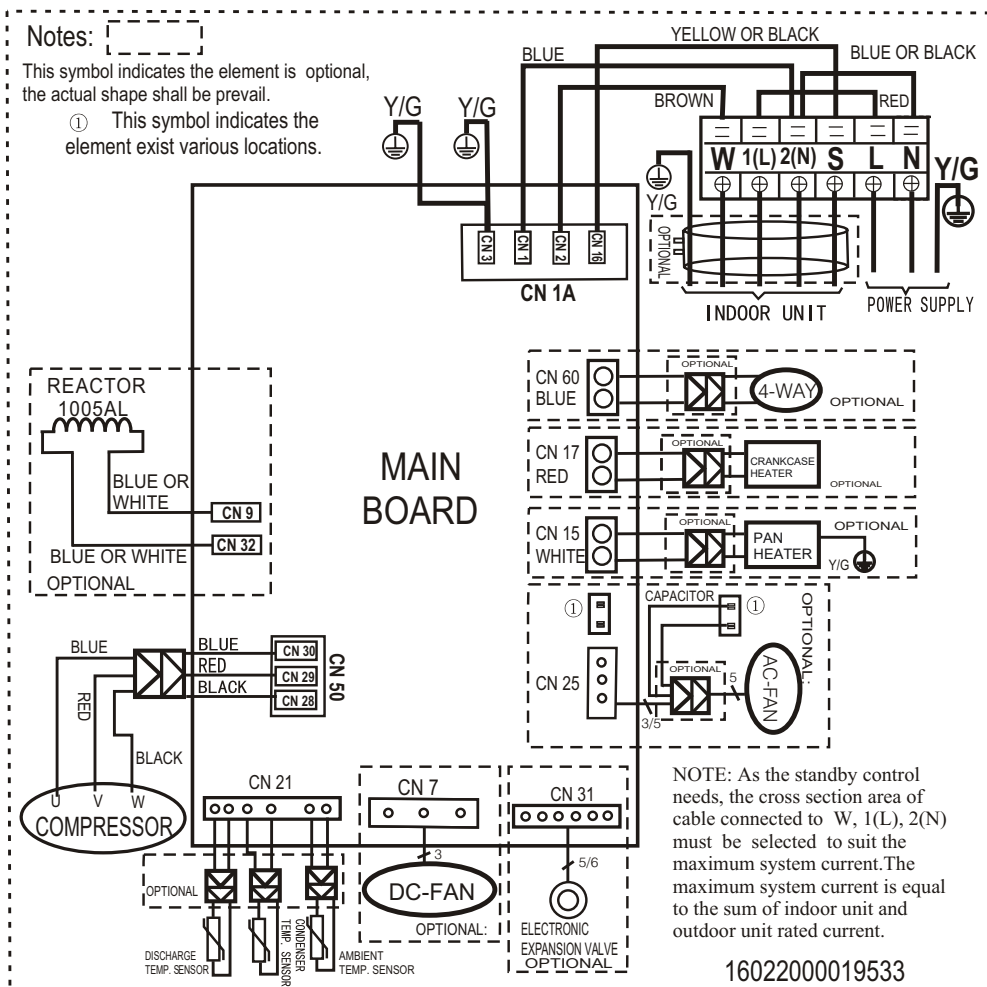 Notes:
This symbol indicates the element is optional,
the actual shape shall be prevail.
① This symbol indicates the
element exist various locations.
YELLOW OR BLACK
BLUE
BLUE OR BLACK
BROWN
RED
Y/G
Y/G
W 1(L) 2(N) S L N
Y/G
Y/G
OPTIONAL
INDOOR UNIT
POWER SUPPLY
CN 3
CN 1
CN 2
CN 16
CN 1A
MAIN
BOARD
REACTOR
1005AL
BLUE OR
WHITE
CN 9
CN 32
BLUE OR WHITE
OPTIONAL
CN 60
BLUE
OPTIONAL
4-WAY
OPTIONAL
CN 17
RED
OPTIONAL
CRANKCASE
HEATER
OPTIONAL
CN 15
WHITE
OPTIONAL
PAN
HEATER
OPTIONAL
Y/G
①
CAPACITOR
①
OPTIONAL:
CN 25
OPTIONAL
3/5
5
AC-FAN
BLUE
RED
BLACK
BLUE
RED
BLACK
CN 30
CN 29
CN 28
CN 50
U V W
COMPRESSOR
CN 21
OPTIONAL
DISCHARGE
TEMP. SENSOR
CONDENSER
TEMP. SENSOR
AMBIENT
TEMP. SENSOR
CN 7
3
DC-FAN
OPTIONAL:
CN 31
5/6
ELECTRONIC
EXPANSION VALVE
OPTIONAL
NOTE: As the standby control
needs, the cross section area of
cable connected to W, 1(L), 2(N)
must be selected to suit the
maximum system current.The
maximum system current is equal
to the sum of indoor unit and
outdoor unit rated current.
16022000019533